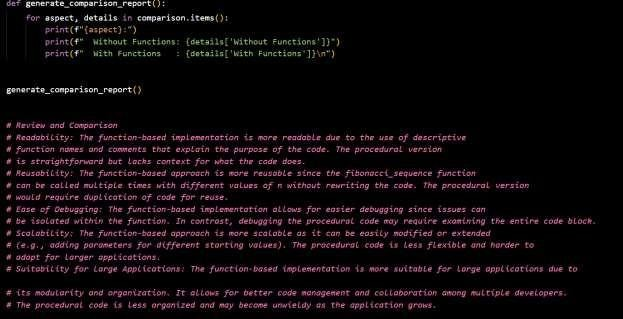 def generate_comparison_report():
    for aspect, details in comparison.items():
        print(f"{aspect}:")
        print(f"  Without Functions: {details['Without Functions']}")
        print(f"  With Functions   : {details['With Functions']}\n")
generate_comparison_report()
# Review and Comparison
# Readability: The function-based implementation is more readable due to the use of descriptive
# function names and comments that explain the purpose of the code. The procedural version
# is straightforward but lacks context for what the code does.
# Reusability: The function-based approach is more reusable since the fibonacci_sequence function
# can be called multiple times with different values of n without rewriting the code. The procedural version
# would require duplication of code for reuse.
# Ease of Debugging: The function-based implementation allows for easier debugging since issues can
# be isolated within the function. In contrast, debugging the procedural code may require examining the entire code block.
# Scalability: The function-based approach is more scalable as it can be easily modified or extended
# (e.g., adding parameters for different starting values). The procedural code is less flexible and harder to
# adapt for larger applications.
# Suitability for Large Applications: The function-based implementation is more suitable for large applications due to
# its modularity and organization. It allows for better code management and collaboration among multiple developers.
# The procedural code is less organized and may become unwieldy as the application grows.